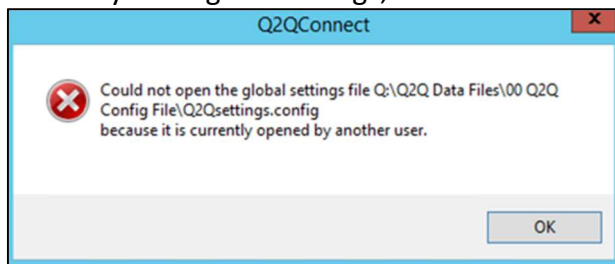 Q2QConnect
x
Could not open the global settings file Q:\Q2Q Data Files\00 Q2Q
Config File\Q2Qsettings.config
because it is currently opened by another user.
OK